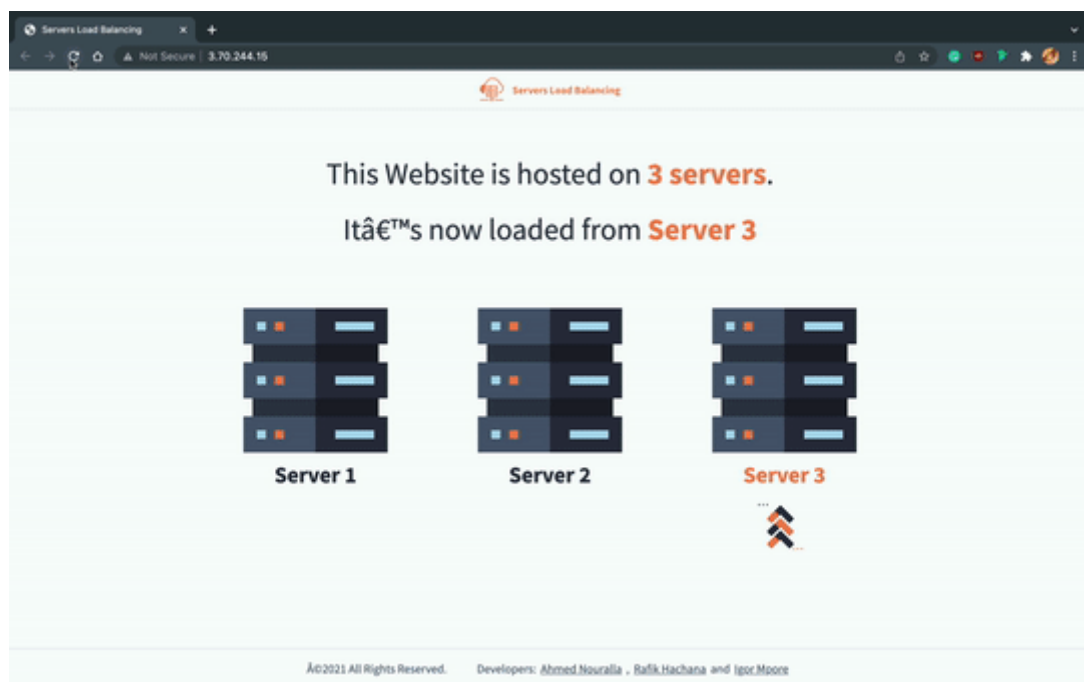 Servers Load Balancing
Not Secure | 3.70.244.15
Servers Load Balancing
This Website is hosted on 3 servers.
Itâ€™s now loaded from Server 3
Server 1 Server 2 Server 3
Â©2021 All Rights Reserved. Developers: Ahmed Nouralla , Rafik Hachana and Igor Mpore